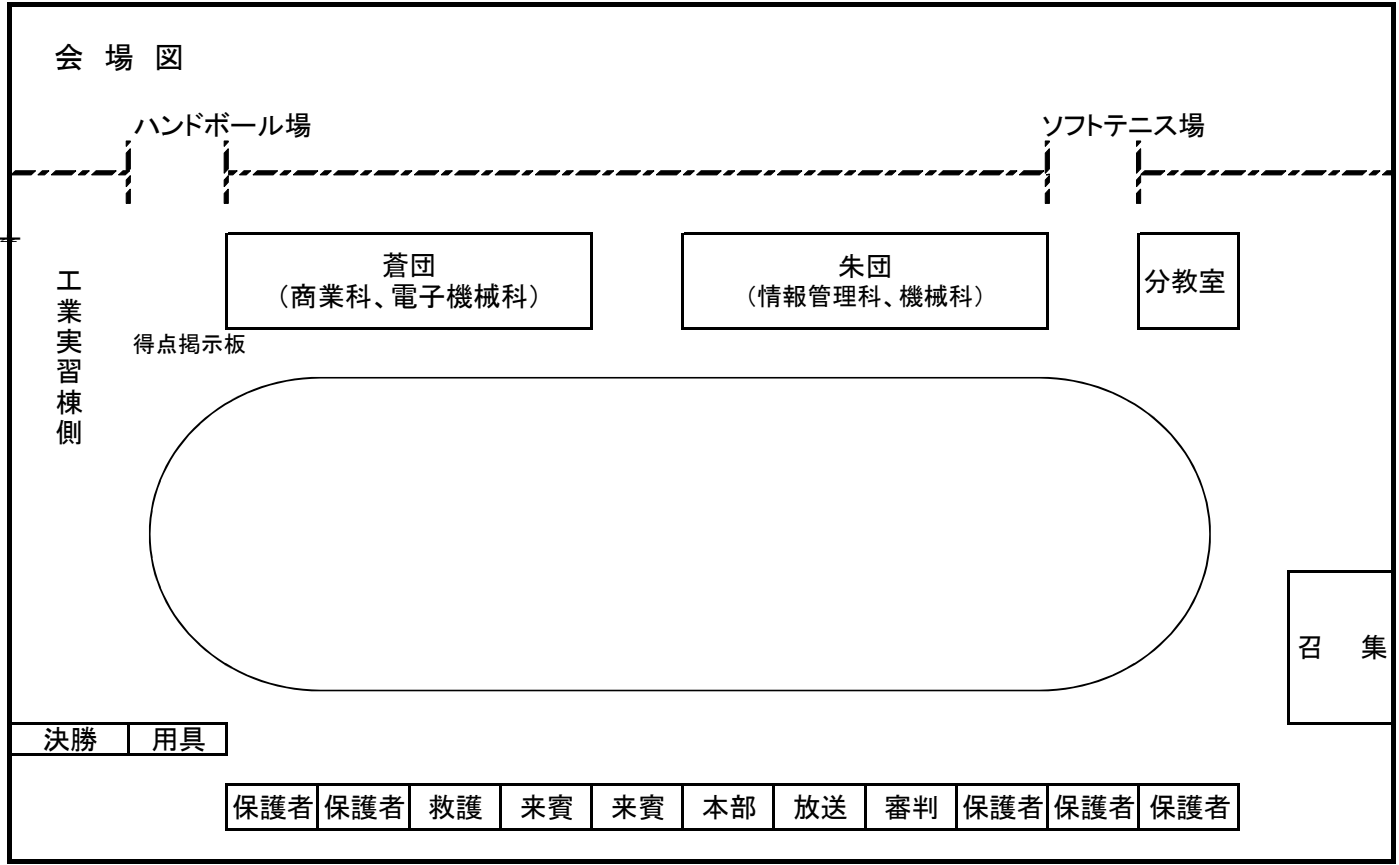 会 場 図
ハンドボール場
ソフトテニス場
蒼団
（商業科、電子機械科）
朱団
（情報管理科、機械科）
分教室
工業実習棟側
得点掲示板
召 集
決勝
用具
保護者
保護者
救護
来賓
来賓
本部
放送
審判
保護者
保護者
保護者